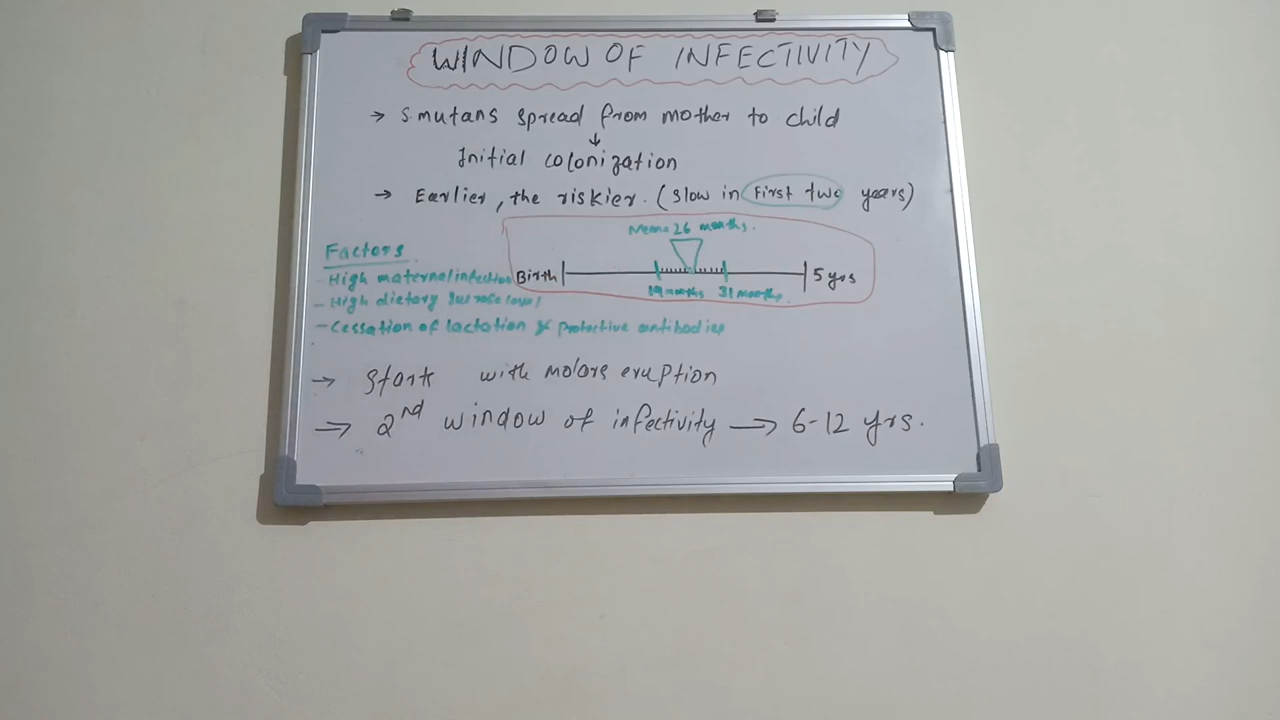 WINDOW OF INFECTIVITY
→ S.mutans spread from mother to child
↓
Initial colonization
→ Earlier, the riskier. (slow in First two years)
Mean=26 months.
Factors
Birth 5 yrs
19 months 31 months.
- High maternal infection
- High dietary sucrose level
- Cessation of lactation & protective antibodies
→ Starts with molars eruption
→ 2nd window of infectivity → 6-12 yrs.